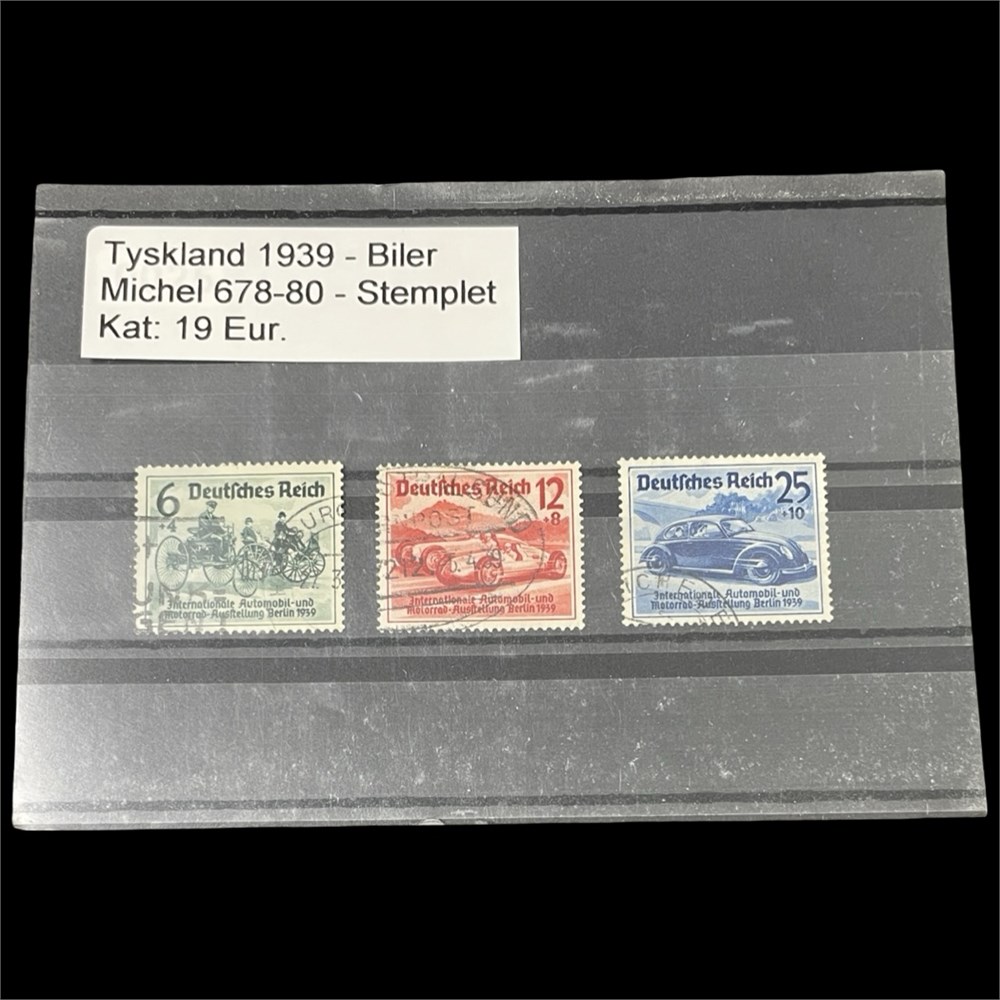 Tyskland 1939 - Biler
Michel 678-80 - Stemplet
Kat: 19 Eur.
6 Deutsches Reich
+4
Internationale Automobil-und
Motorrad-Ausstellung Berlin 1939
Deutsches Reich 12
+8
Internationale Automobil-und
Motorrad-Ausstellung Berlin 1939
Deutsches Reich 25
+10
Internationale Automobil-und
Motorrad-Ausstellung Berlin 1939